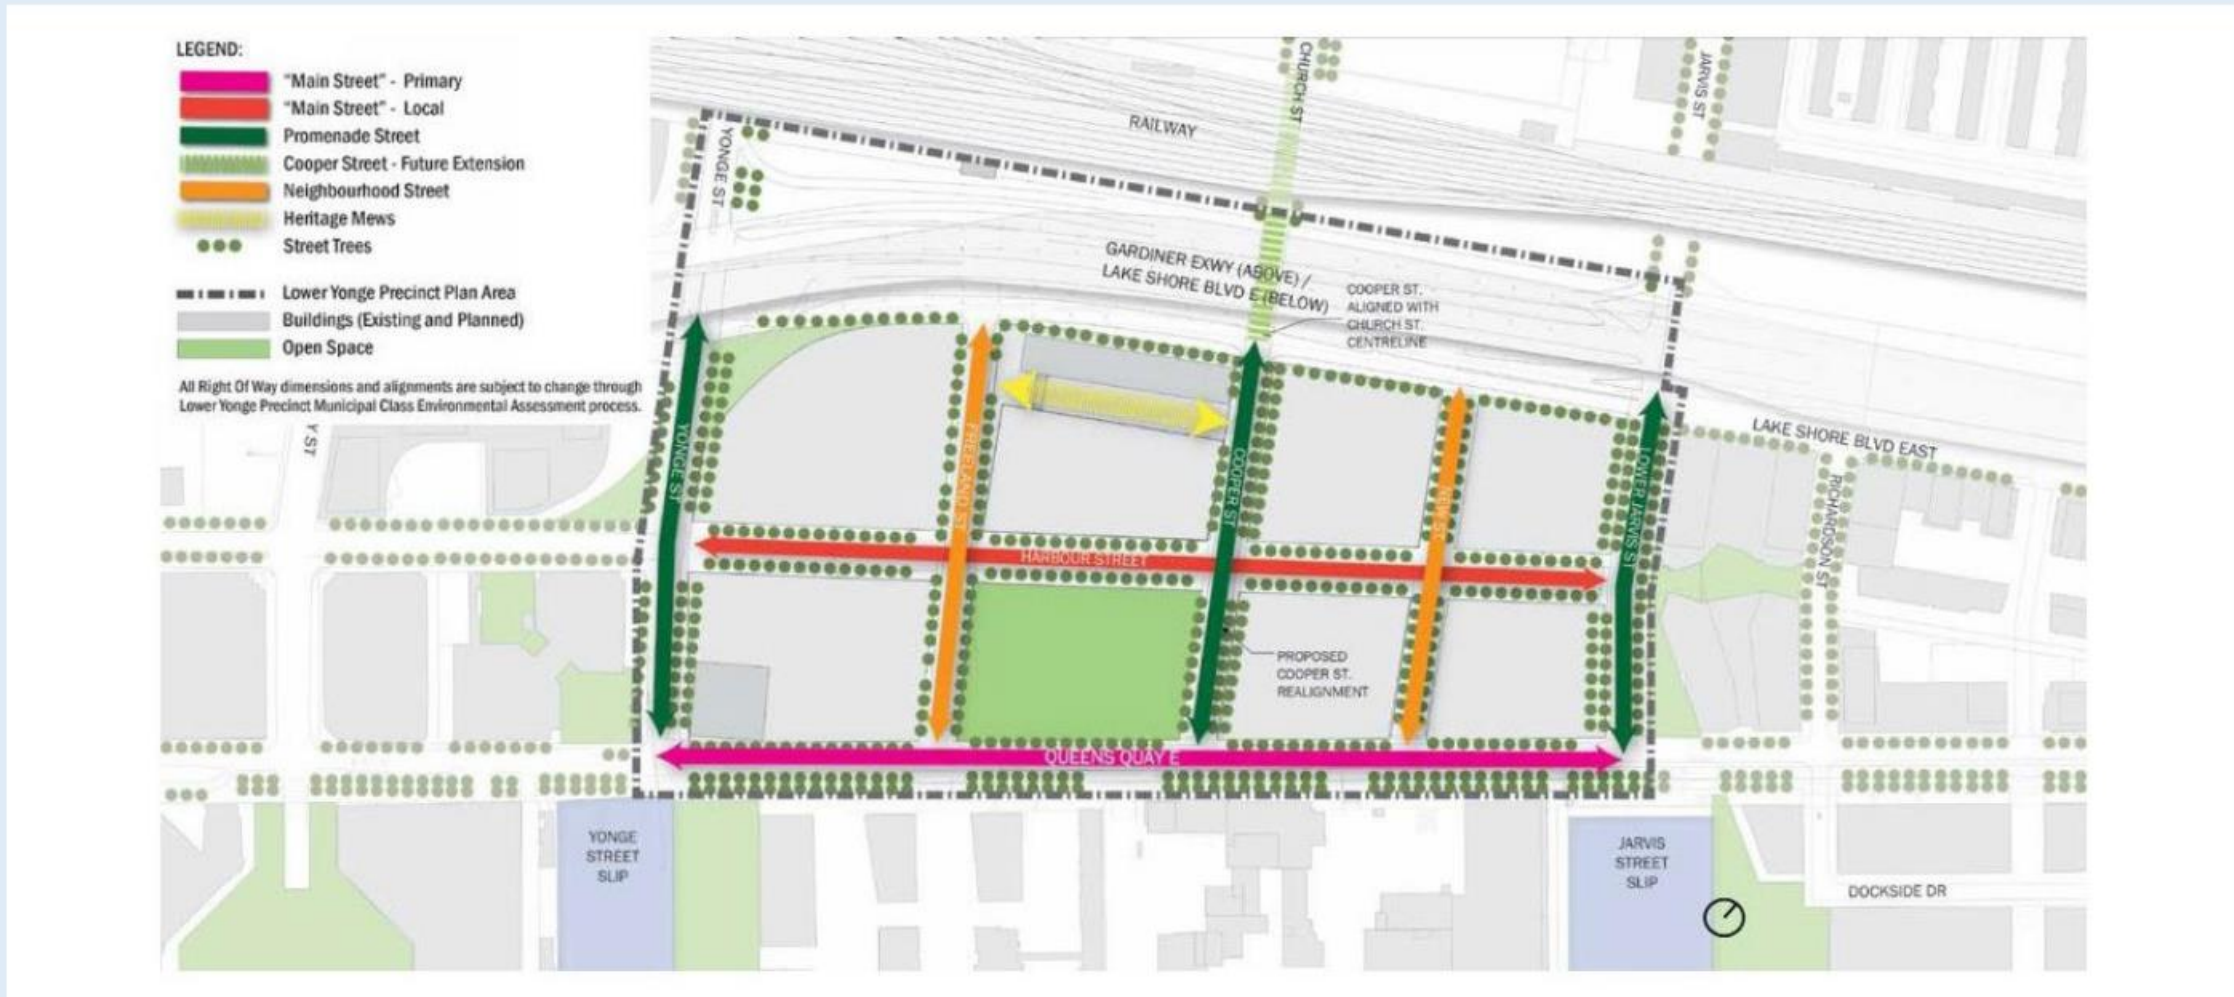 LEGEND:
"Main Street" - Primary
"Main Street" - Local
Promenade Street
Cooper Street - Future Extension
Neighbourhood Street
Heritage Mews
Street Trees
Lower Yonge Precinct Plan Area
Buildings (Existing and Planned)
Open Space
All Right Of Way dimensions and alignments are subject to change through
Lower Yonge Precinct Municipal Class Environmental Assessment process.
CHURCH ST
JARVIS ST
RAILWAY
YONGE ST
GARDINER EXWY (ABOVE) /
LAKE SHORE BLVD E (BELOW)
COOPER ST.
ALIGNED WITH
CHURCH ST.
CENTRELINE
Y ST
YONGE ST
FREELAND ST
COOPER ST
NEW ST
LOWER JARVIS ST
LAKE SHORE BLVD EAST
RICHARDSON ST
HARBOUR STREET
PROPOSED
COOPER ST.
REALIGNMENT
QUEENS QUAY E
YONGE
STREET
SLIP
JARVIS
STREET
SLIP
DOCKSIDE DR